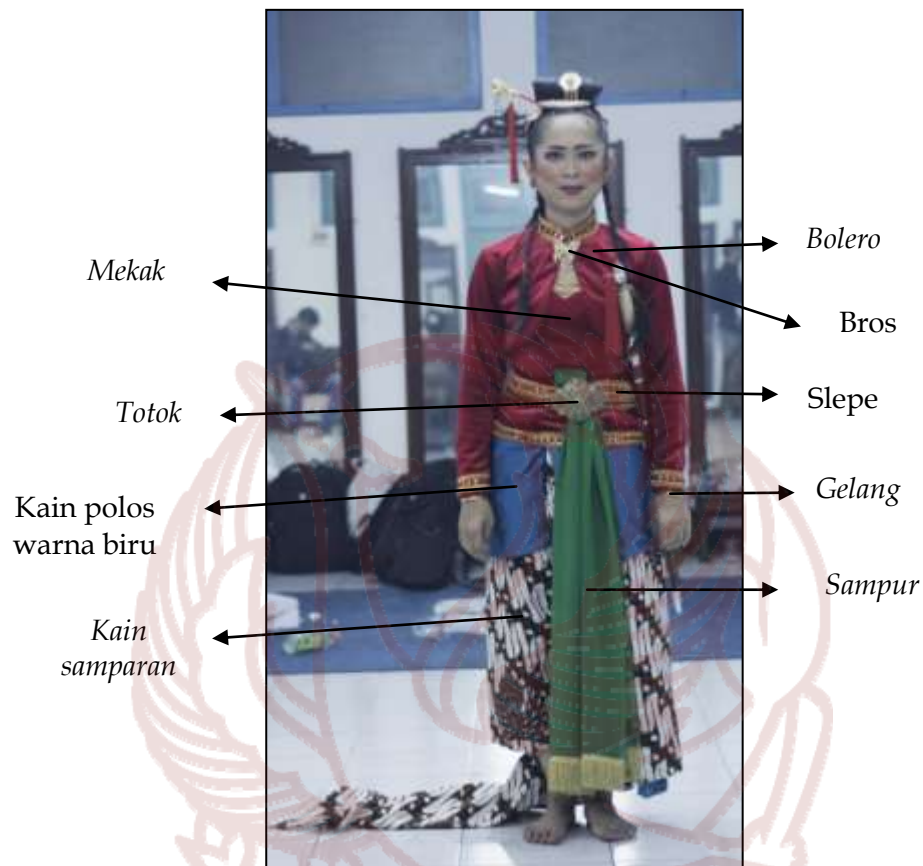 Bolero
Mekak
Bros
Slepe
Totok
Gelang
Kain polos
warna biru
Sampur
Kain
samparan